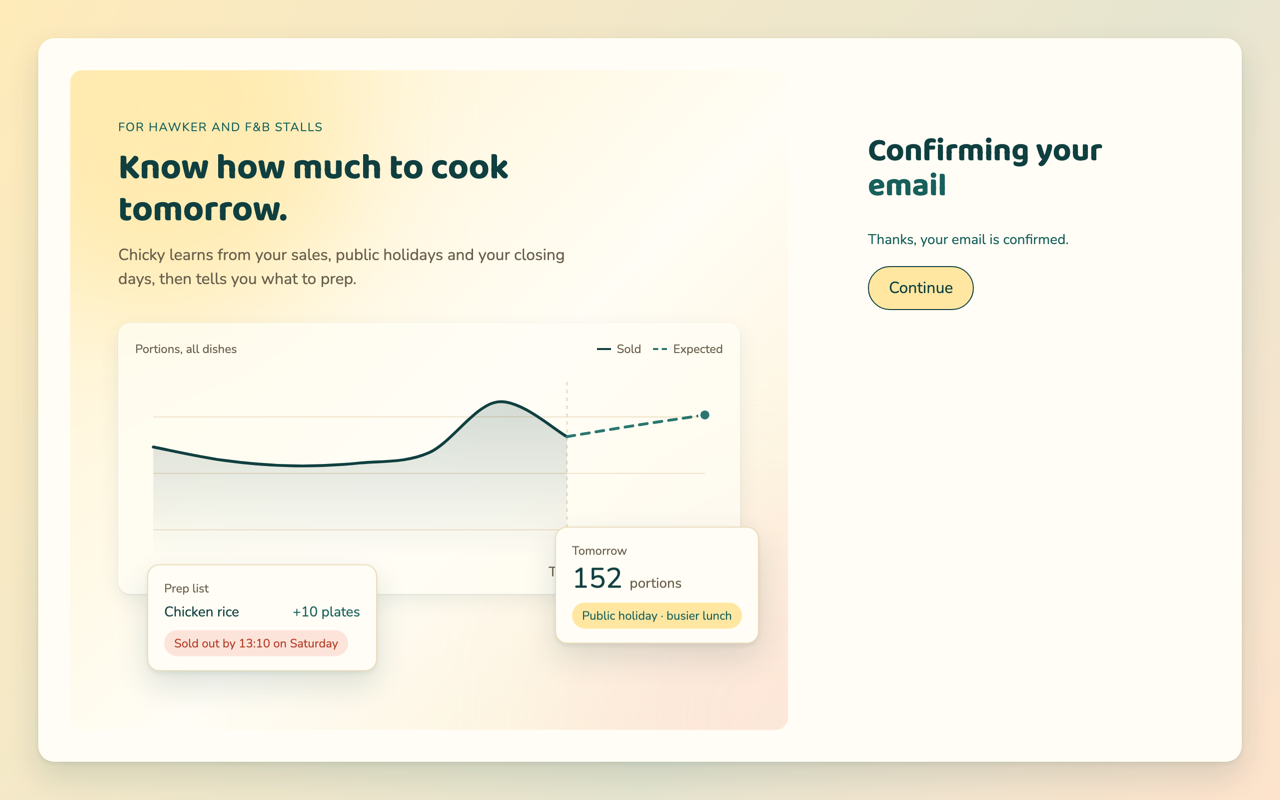 FOR HAWKER AND F&B STALLS
Know how much to cook
tomorrow.
Chicky learns from your sales, public holidays and your closing
days, then tells you what to prep.
Portions, all dishes
Sold
Expected
Prep list
Chicken rice
+10 plates
Sold out by 13:10 on Saturday
Tomorrow
152 portions
Public holiday · busier lunch
Confirming your
email
Thanks, your email is confirmed.
Continue